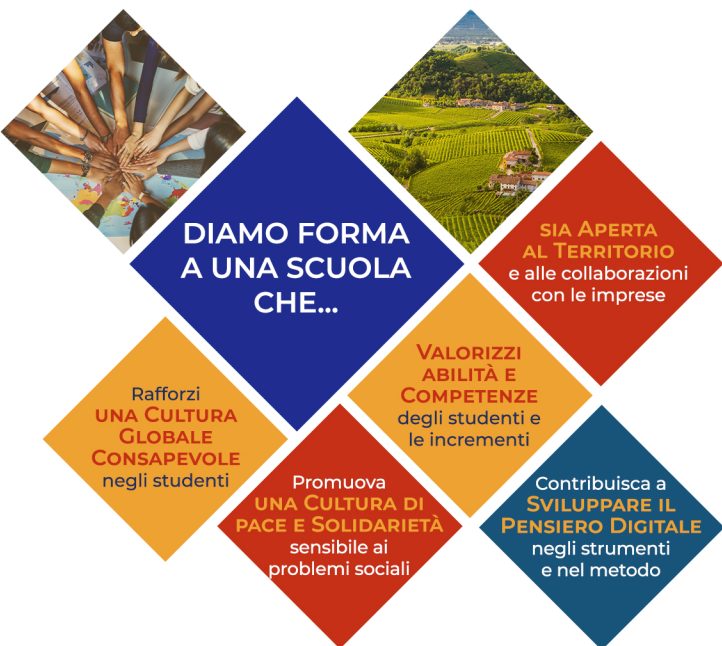 DIAMO FORMA
A UNA SCUOLA
CHE...
SIA APERTA
AL TERRITORIO
e alle collaborazioni
con le imprese
VALORIZZI
ABILITÀ E
COMPETENZE
degli studenti e
le incrementi
Rafforzi
UNA CULTURA
GLOBALE
CONSAPEVOLE
negli studenti
Promuova
UNA CULTURA DI
PACE E SOLIDARIETÀ
sensibile ai
problemi sociali
Contribuisca a
SVILUPPARE IL
PENSIERO DIGITALE
negli strumenti
e nel metodo